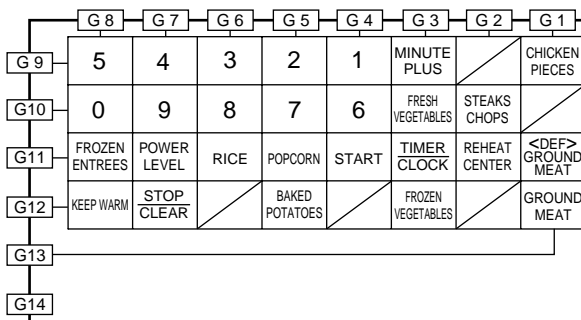 G 8 G 7 G 6 G 5 G 4 G 3 G 2 G 1
G 9 5 4 3 2 1 MINUTE PLUS CHICKEN PIECES
G10 0 9 8 7 6 FRESH VEGETABLES STEAKS CHOPS
G11 FROZEN ENTREES POWER LEVEL RICE POPCORN START TIMER CLOCK REHEAT CENTER <DEF> GROUND MEAT
G12 KEEP WARM STOP CLEAR BAKED POTATOES FROZEN VEGETABLES GROUND MEAT
G13
G14